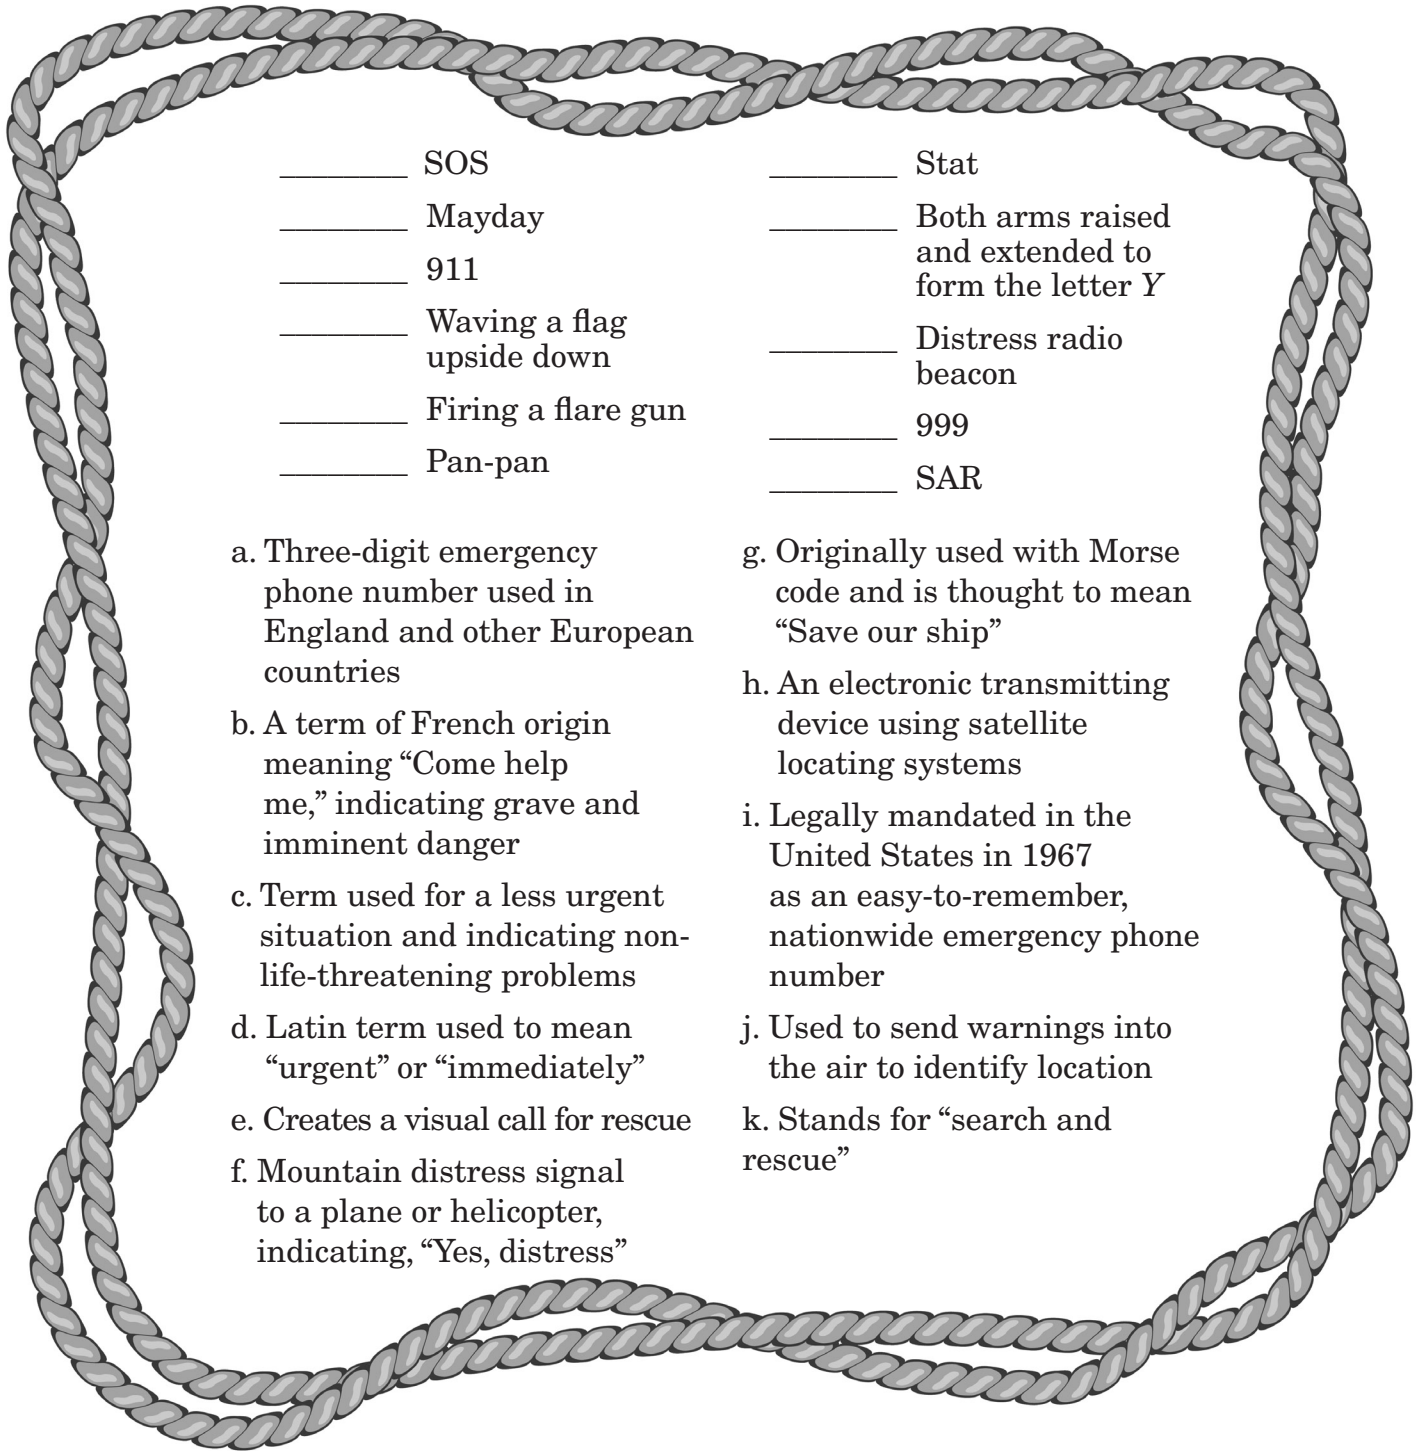 ________ SOS
________ Mayday
________ 911
________ Waving a flag
upside down
________ Firing a flare gun
________ Pan-pan
________ Stat
________ Both arms raised
and extended to
form the letter Y
________ Distress radio
beacon
________ 999
________ SAR
a. Three-digit emergency
phone number used in
England and other European
countries
b. A term of French origin
meaning “Come help
me,” indicating grave and
imminent danger
c. Term used for a less urgent
situation and indicating non-
life-threatening problems
d. Latin term used to mean
“urgent” or “immediately”
e. Creates a visual call for rescue
f. Mountain distress signal
to a plane or helicopter,
indicating, “Yes, distress”
g. Originally used with Morse
code and is thought to mean
“Save our ship”
h. An electronic transmitting
device using satellite
locating systems
i. Legally mandated in the
United States in 1967
as an easy-to-remember,
nationwide emergency phone
number
j. Used to send warnings into
the air to identify location
k. Stands for “search and
rescue”